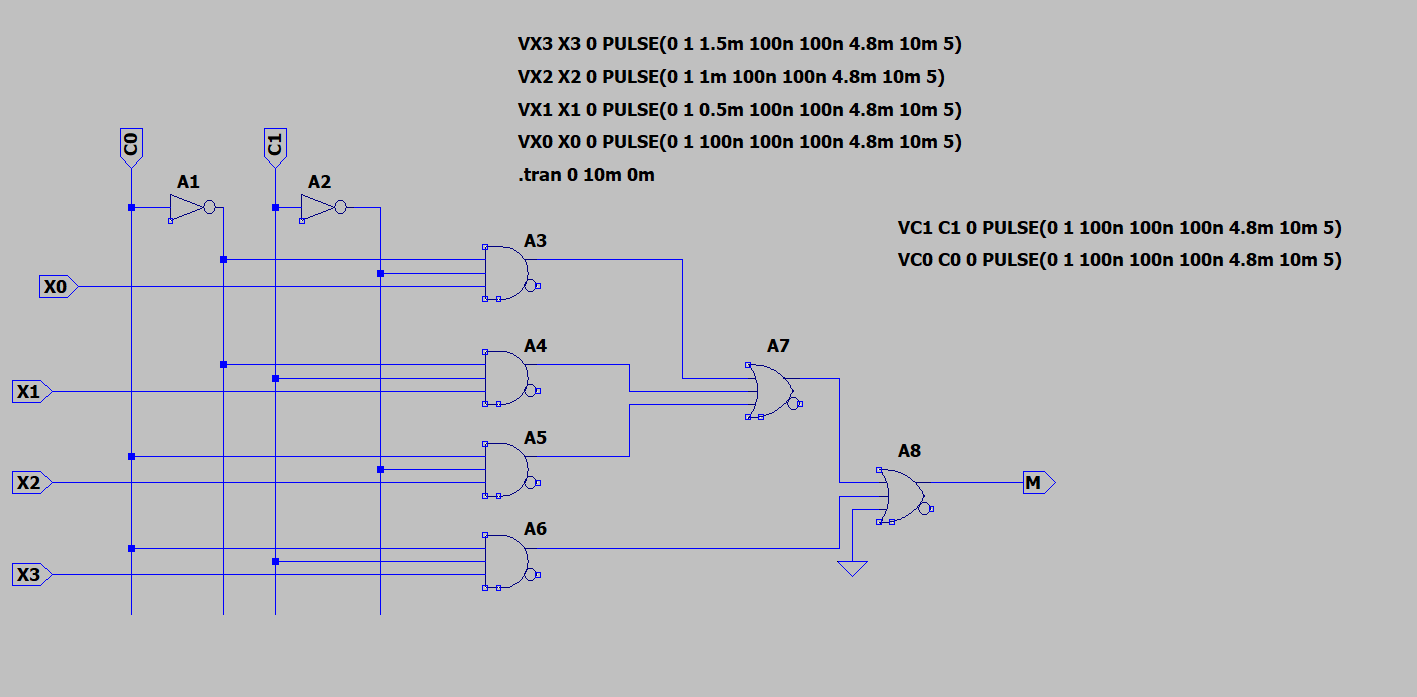 VX3 X3 0 PULSE(0 1 1.5m 100n 100n 4.8m 10m 5)
VX2 X2 0 PULSE(0 1 1m 100n 100n 4.8m 10m 5)
VX1 X1 0 PULSE(0 1 0.5m 100n 100n 4.8m 10m 5)
VX0 X0 0 PULSE(0 1 100n 100n 100n 4.8m 10m 5)
.tran 0 10m 0m
C0
C1
A1
A2
VC1 C1 0 PULSE(0 1 100n 100n 100n 4.8m 10m 5)
VC0 C0 0 PULSE(0 1 100n 100n 100n 4.8m 10m 5)
A3
X0
A4
A7
X1
A5
A8
X2
M
A6
X3